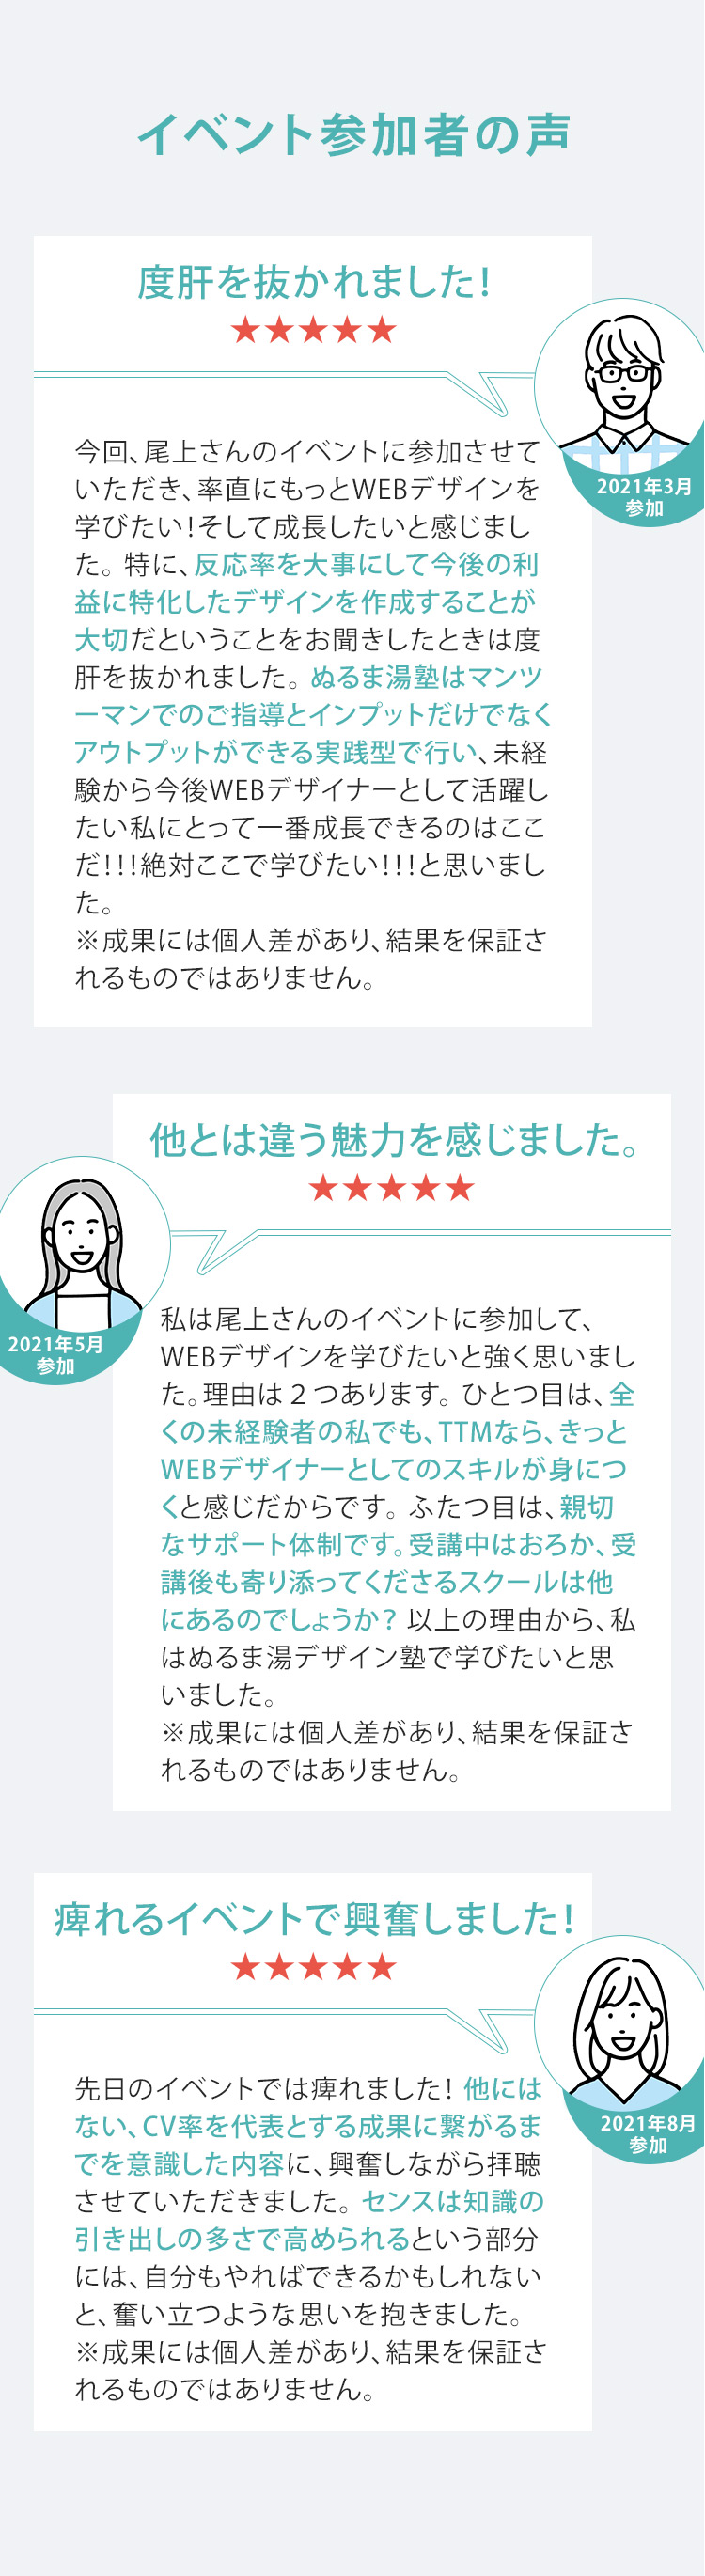 イベント参加者の声
度肝を抜かれました！
★★★★★
2021年3月
参加
今回、尾上さんのイベントに参加させて
いただき、率直にもっとWEBデザインを
学びたい！そして成長したいと感じまし
た。特に、反応率を大事にして今後の利
益に特化したデザインを作成することが
大切だということをお聞きしたときは度
肝を抜かれました。ぬるま湯塾はマンツ
ーマンでのご指導とインプットだけでなく
アウトプットができる実践型で行い、未経
験から今後WEBデザイナーとして活躍し
たい私にとって一番成長できるのはここ
だ！！！絶対ここで学びたい！！！と思いまし
た。
※成果には個人差があり、結果を保証さ
れるものではありません。
他とは違う魅力を感じました。
★★★★★
2021年5月
参加
私は尾上さんのイベントに参加して、
WEBデザインを学びたいと強く思いまし
た。理由は２つあります。ひとつ目は、全
くの未経験者の私でも、TTMなら、きっと
WEBデザイナーとしてのスキルが身につ
くと感じだからです。ふたつ目は、親切
なサポート体制です。受講中はおろか、受
講後も寄り添ってくださるスクールは他
にあるのでしょうか？以上の理由から、私
はぬるま湯デザイン塾で学びたいと思
いました。
※成果には個人差があり、結果を保証さ
れるものではありません。
痺れるイベントで興奮しました！
★★★★★
2021年8月
参加
先日のイベントでは痺れました！他には
ない、CV率を代表とする成果に繋がるま
でを意識した内容に、興奮しながら拝聴
させていただきました。センスは知識の
引き出しの多さで高められるという部分
には、自分もやればできるかもしれない
と、奮い立つような思いを抱きました。
※成果には個人差があり、結果を保証さ
れるものではありません。